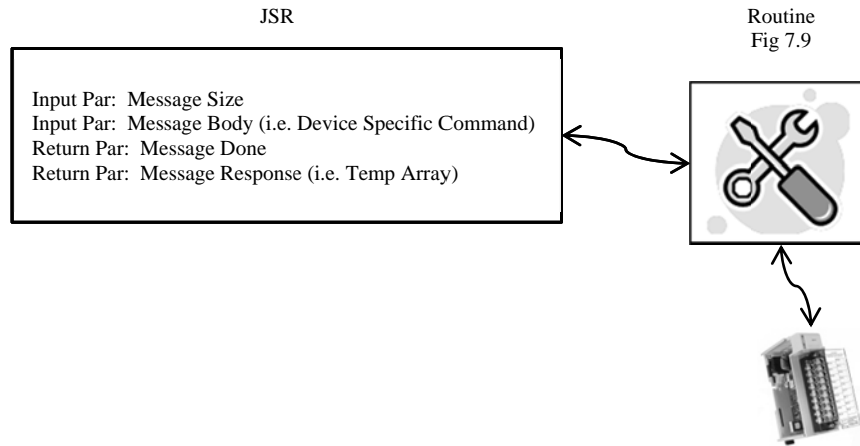 JSR
Routine
Fig 7.9
Input Par:  Message Size
Input Par:  Message Body (i.e. Device Specific Command)
Return Par:  Message Done
Return Par:  Message Response (i.e. Temp Array)